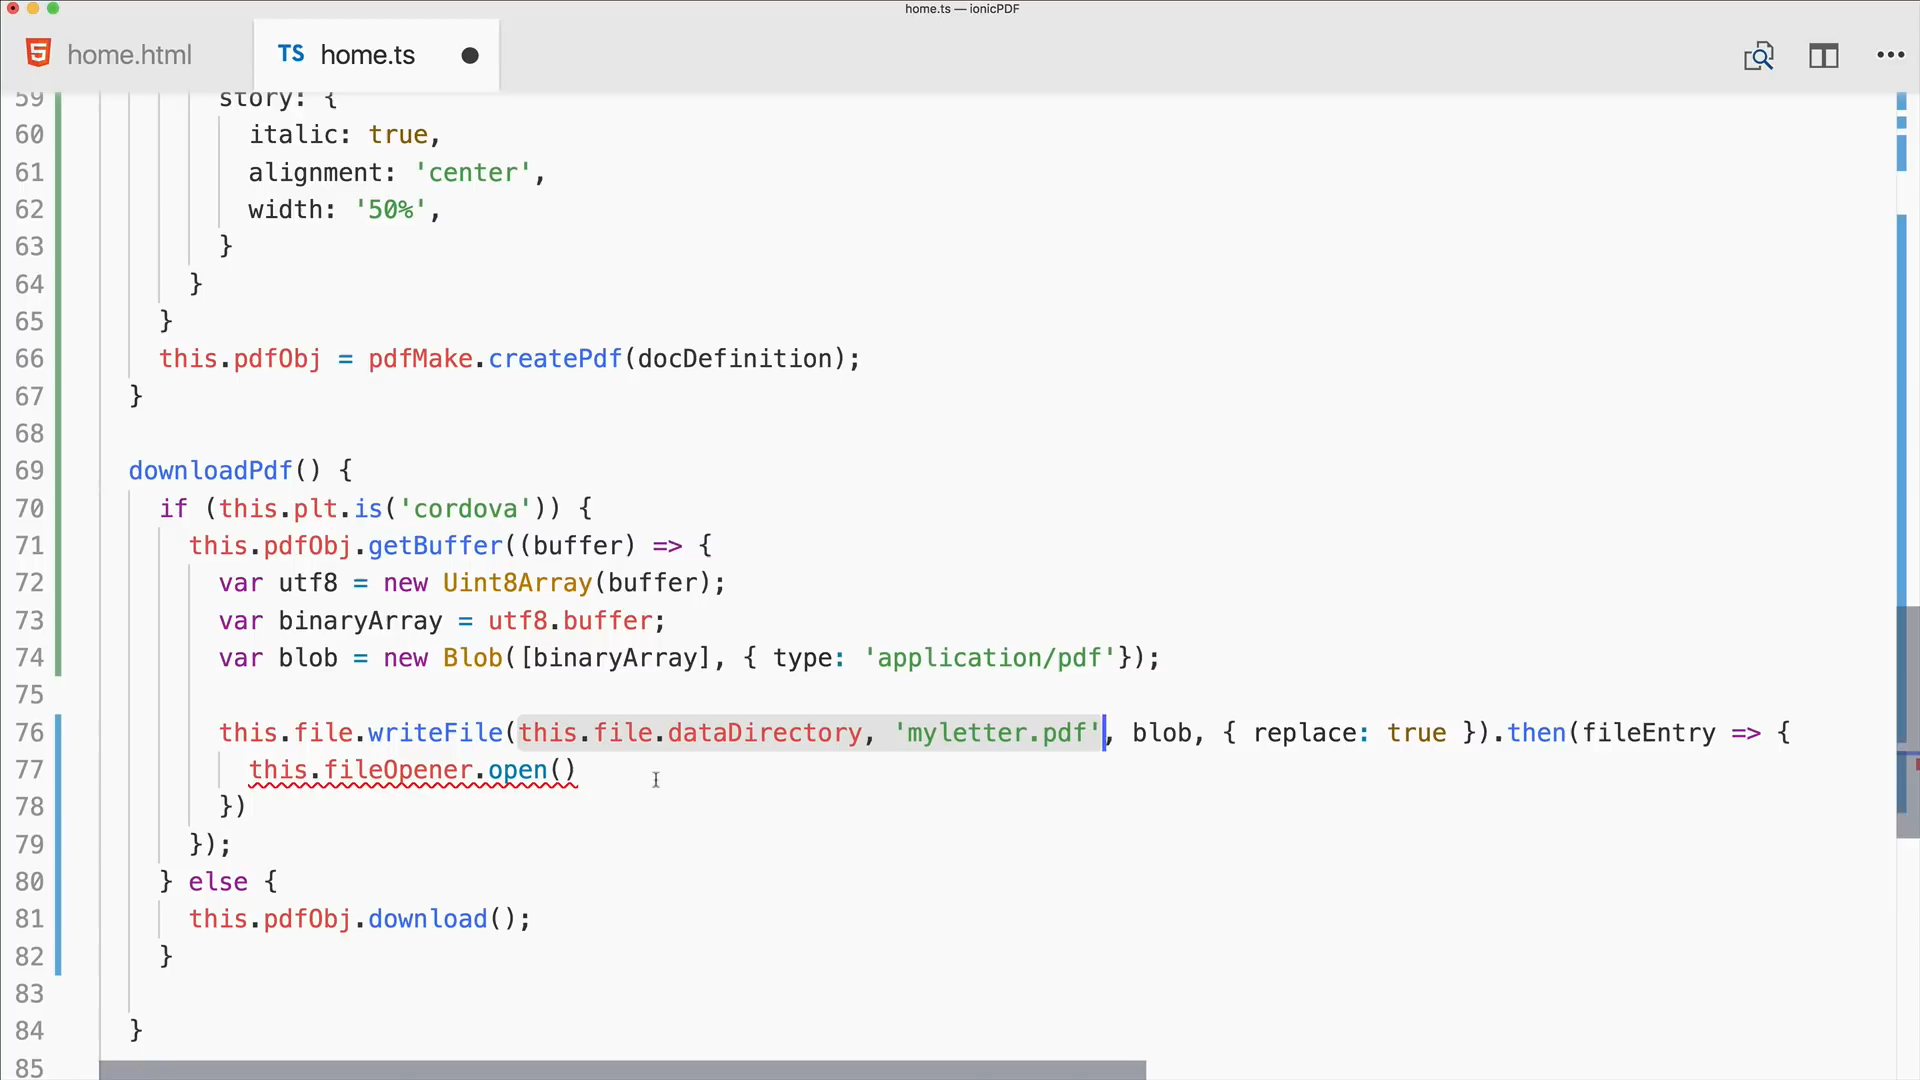 home.ts — ionicPDF
home.html
TS home.ts
59 story: {
60 italic: true,
61 alignment: 'center',
62 width: '50%',
63 }
64 }
65 }
66 this.pdfObj = pdfMake.createPdf(docDefinition);
67 }
68
69 downloadPdf() {
70 if (this.plt.is('cordova')) {
71 this.pdfObj.getBuffer((buffer) => {
72 var utf8 = new Uint8Array(buffer);
73 var binaryArray = utf8.buffer;
74 var blob = new Blob([binaryArray], { type: 'application/pdf'});
75
76 this.file.writeFile(this.file.dataDirectory, 'myletter.pdf', blob, { replace: true }).then(fileEntry => {
77 this.fileOpener.open()
78 })
79 });
80 } else {
81 this.pdfObj.download();
82 }
83
84 }
85